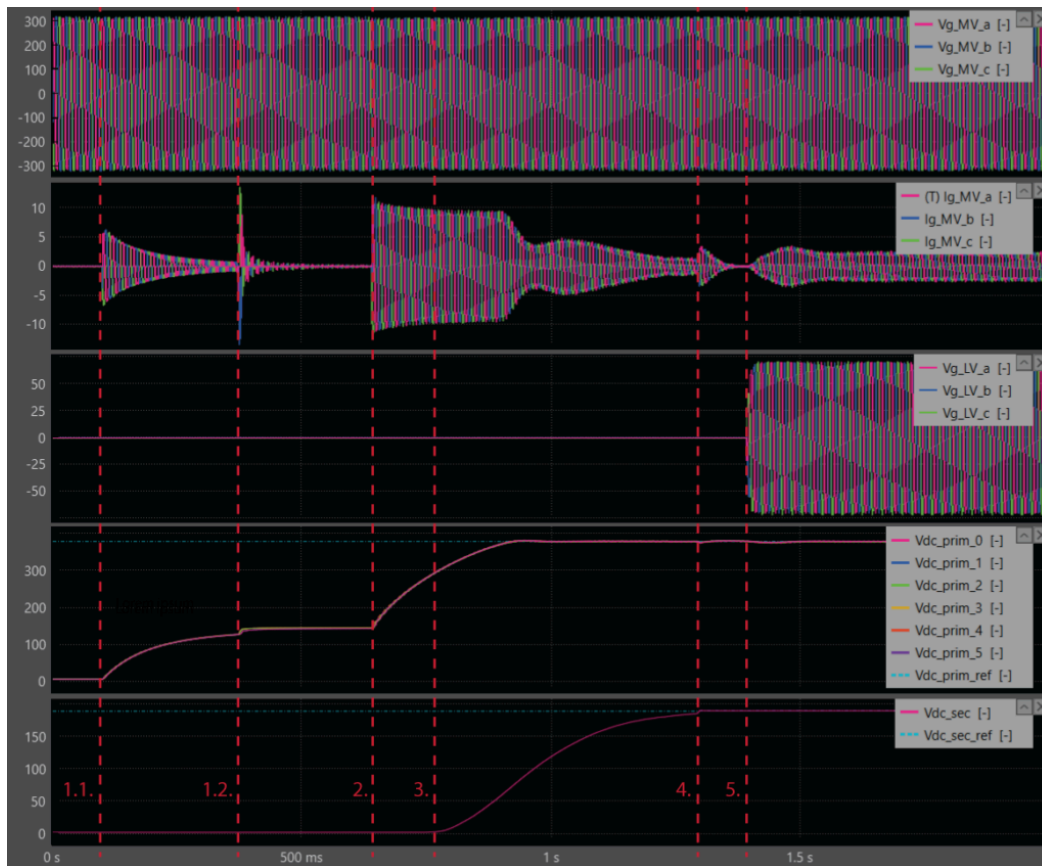 300
200
100
0
-100
-200
-300
Vg_MV_a [-]
Vg_MV_b [-]
Vg_MV_c [-]
10
5
0
-5
-10
(T) Ig_MV_a [-]
Ig_MV_b [-]
Ig_MV_c [-]
50
25
0
-25
-50
Vg_LV_a [-]
Vg_LV_b [-]
Vg_LV_c [-]
300
200
100
0
Vdc_prim_0 [-]
Vdc_prim_1 [-]
Vdc_prim_2 [-]
Vdc_prim_3 [-]
Vdc_prim_4 [-]
Vdc_prim_5 [-]
Vdc_prim_ref [-]
150
100
50
0
Vdc_sec [-]
Vdc_sec_ref [-]
1.1. 1.2. 2. 3. 4. 5.
0 s 500 ms 1 s 1.5 s